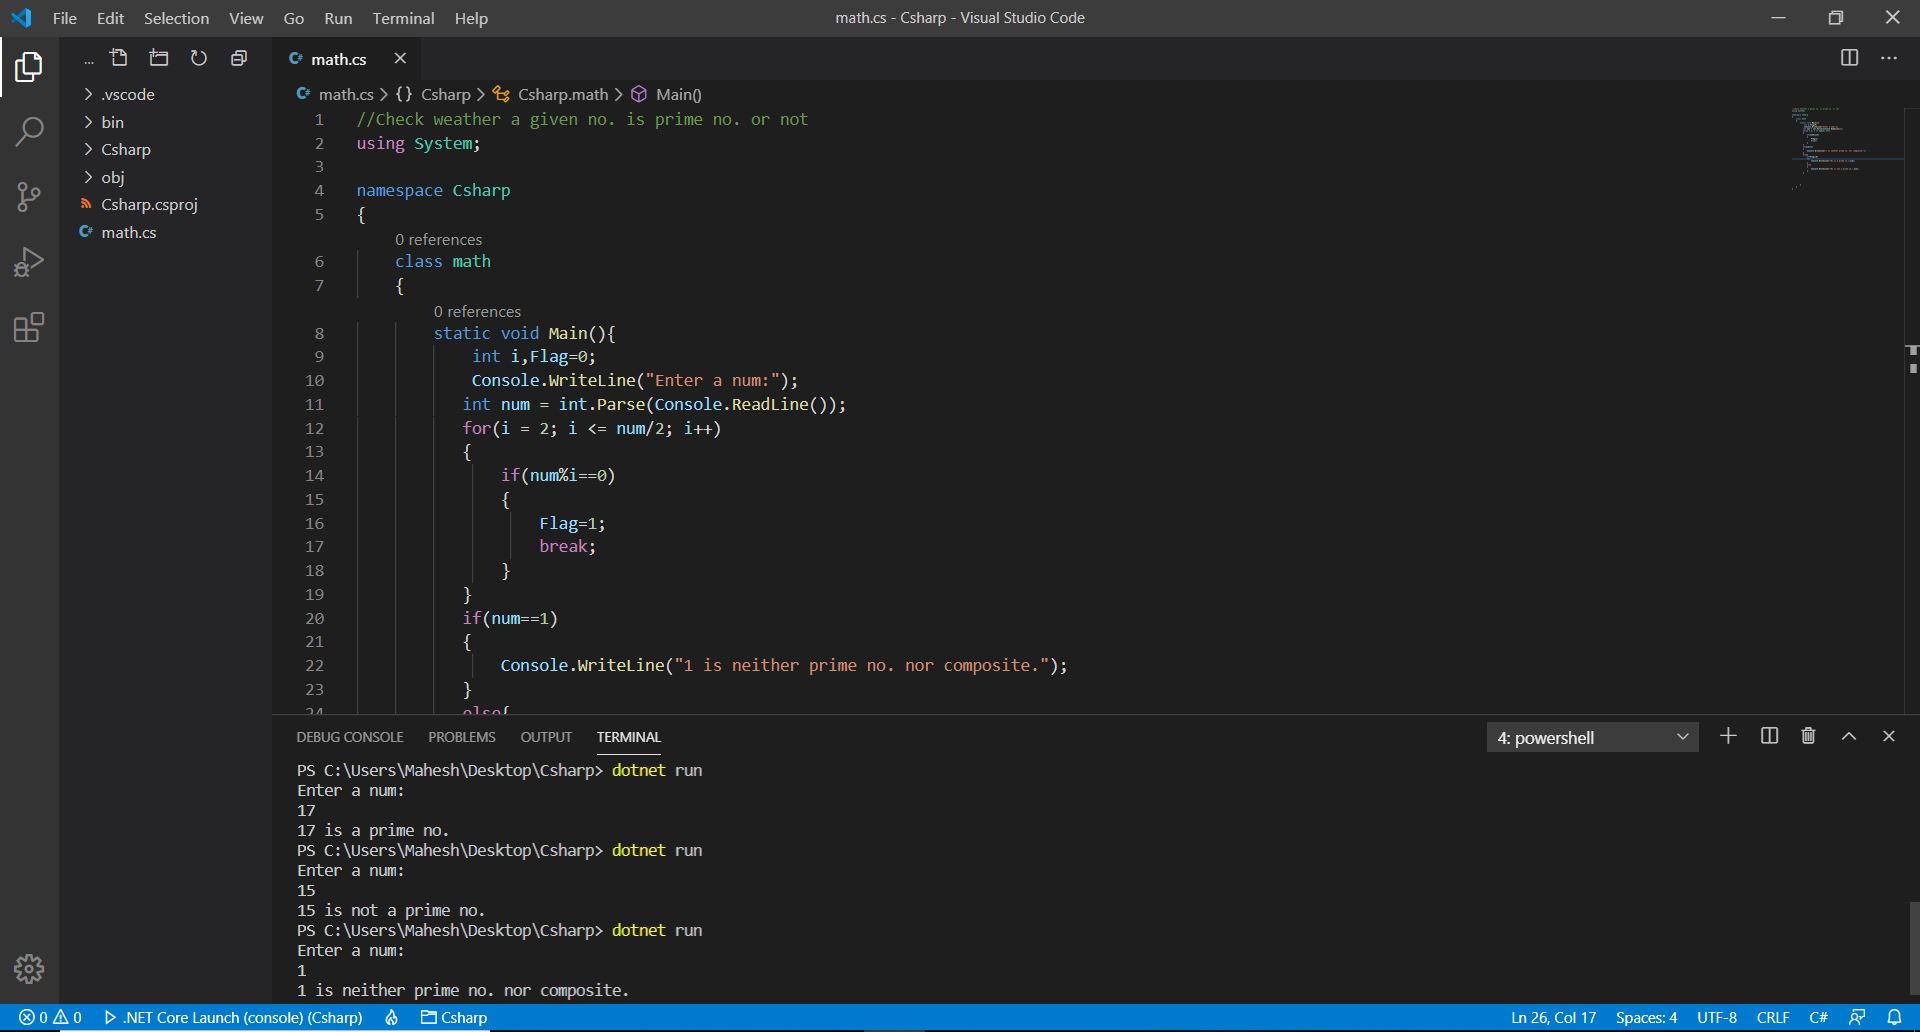 File Edit Selection View Go Run Terminal Help
math.cs - Csharp - Visual Studio Code
...
.vscode
bin
Csharp
obj
Csharp.csproj
C# math.cs
C# math.cs
C# math.cs > {} Csharp > Csharp.math > Main()
1 //Check weather a given no. is prime no. or not
2 using System;
3
4 namespace Csharp
5 {
0 references
6 class math
7 {
0 references
8 static void Main(){
9 int i,Flag=0;
10 Console.WriteLine("Enter a num:");
11 int num = int.Parse(Console.ReadLine());
12 for(i = 2; i <= num/2; i++)
13 {
14 if(num%i==0)
15 {
16 Flag=1;
17 break;
18 }
19 }
20 if(num==1)
21 {
22 Console.WriteLine("1 is neither prime no. nor composite.");
23 }
24 else{
DEBUG CONSOLE PROBLEMS OUTPUT TERMINAL
4: powershell
PS C:\Users\Mahesh\Desktop\Csharp> dotnet run
Enter a num:
17
17 is a prime no.
PS C:\Users\Mahesh\Desktop\Csharp> dotnet run
Enter a num:
15
15 is not a prime no.
PS C:\Users\Mahesh\Desktop\Csharp> dotnet run
Enter a num:
1
1 is neither prime no. nor composite.
0 0 .NET Core Launch (console) (Csharp) Csharp
Ln 26, Col 17 Spaces: 4 UTF-8 CRLF C#